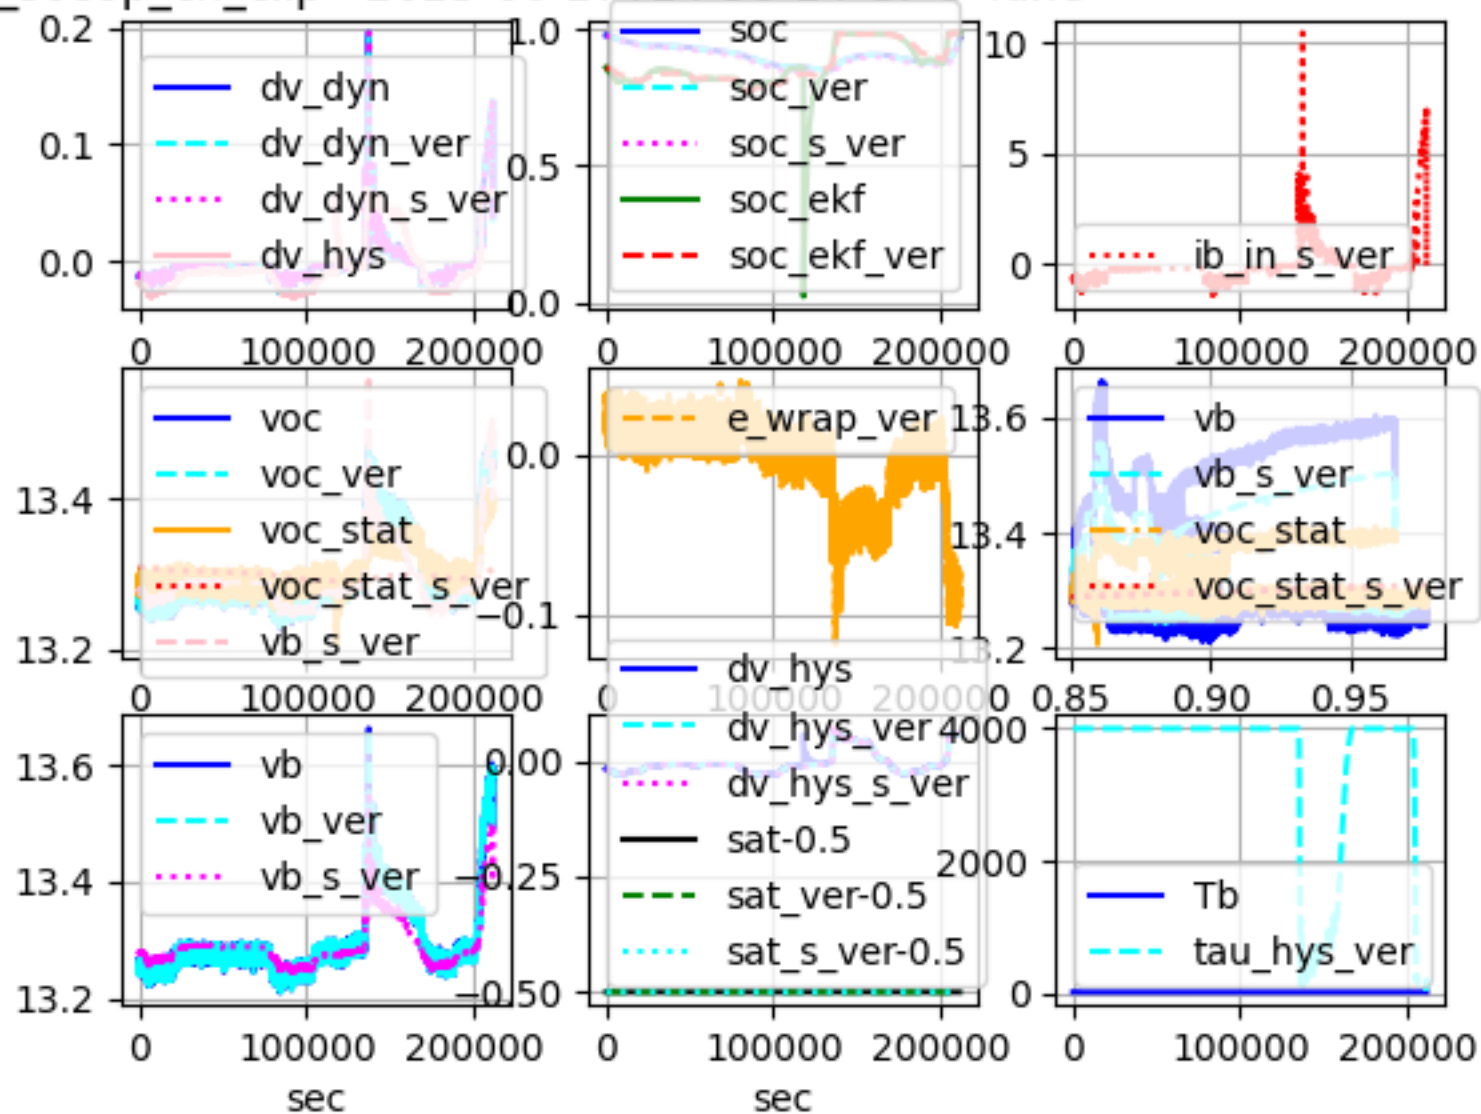 0.2
0.1
0.0
dv_dyn
dv_dyn_ver
dv_dyn_s_ver
dv_hys
0
100000
200000
1.0
0.5
0.0
soc
soc_ver
soc_s_ver
soc_ekf
soc_ekf_ver
0
100000
200000
10
5
0
ib_in_s_ver
0
100000
200000
13.4
13.2
voc
voc_ver
voc_stat
voc_stat_s_ver
vb_s_ver
0
100000
200000
0.0
−0.1
e_wrap_ver
0
100000
200000
13.6
13.4
13.2
vb
vb_s_ver
voc_stat
voc_stat_s_ver
0.85
0.90
0.95
13.6
13.4
13.2
vb
vb_ver
vb_s_ver
0
100000
200000
sec
0.00
−0.25
−0.50
dv_hys
dv_hys_ver
dv_hys_s_ver
sat-0.5
sat_ver-0.5
sat_s_ver-0.5
0
100000
200000
sec
4000
2000
0
Tb
tau_hys_ver
0
100000
200000